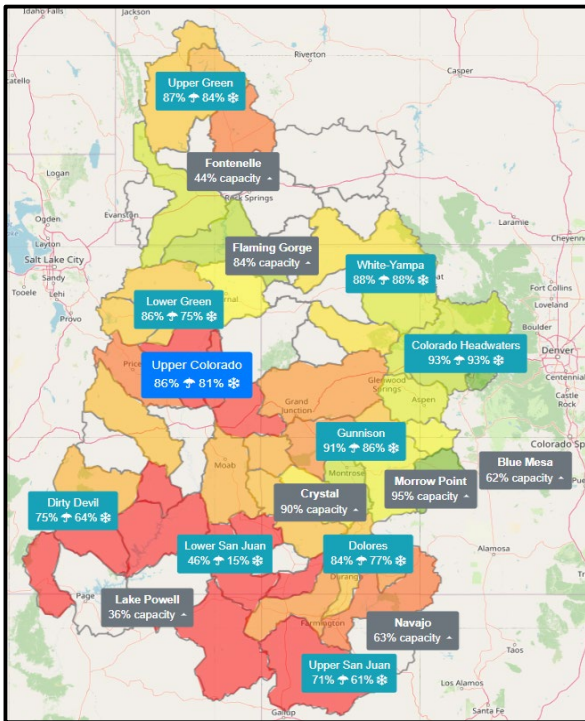 Idaho Falls
Jackson
Riverton
Casper
Upper Green
87% ☂ 84% ❄
Fontenelle
44% capacity
Logan
Rock Springs
Evanston
Laramie
Ogden
Cheyenne
Layton
Flaming Gorge
84% capacity
Salt Lake City
White-Yampa
88% ☂ 88% ❄
Sandy
Tooele
Lehi
Fort Collins
Loveland
Lower Green
86% ☂ 75% ❄
Provo
Boulder
Colorado Headwaters
93% ☂ 93% ❄
Denver
Price
Upper Colorado
86% ☂ 81% ❄
Centennial
Glenwood
Springs
Castle
Rock
Grand
Junction
Aspen
Gunnison
91% ☂ 86% ❄
Colorado Sp
Moab
Montrose
Blue Mesa
62% capacity
Morrow Point
95% capacity
Crystal
90% capacity
Dirty Devil
75% ☂ 64% ❄
Lower San Juan
46% ☂ 15% ❄
Dolores
84% ☂ 77% ❄
Alamosa
Durango
Page
Lake Powell
36% capacity
Farmington
Navajo
63% capacity
Taos
Upper San Juan
71% ☂ 61% ❄
Los Alamos
Gallup
Santa Fe